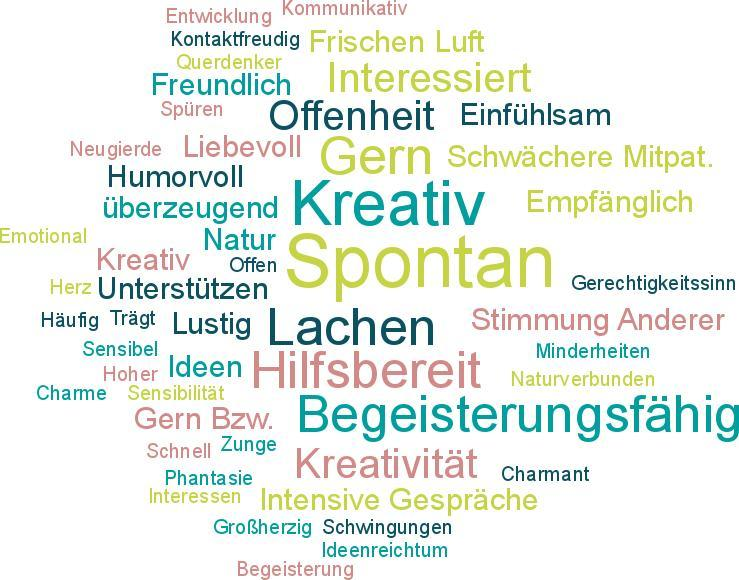 Entwicklung Kommunikativ
Kontaktfreudig Frischen Luft
Querdenker
Freundlich Interessiert
Spüren Offenheit Einfühlsam
Neugierde Liebevoll Gern Schwächere Mitpat.
Humorvoll
überzeugend Kreativ Empfänglich
Emotional Natur
Kreativ Offen Spontan
Herz Unterstützen Gerechtigkeitssinn
Häufig Trägt Lustig Lachen Stimmung Anderer
Sensibel Minderheiten
Hoher Ideen Hilfsbereit Naturverbunden
Charme Sensibilität
Gern Bzw. Begeisterungsfähig
Schnell Zunge
Phantasie Kreativität Charmant
Interessen Intensive Gespräche
Großherzig Schwingungen
Ideenreichtum
Begeisterung